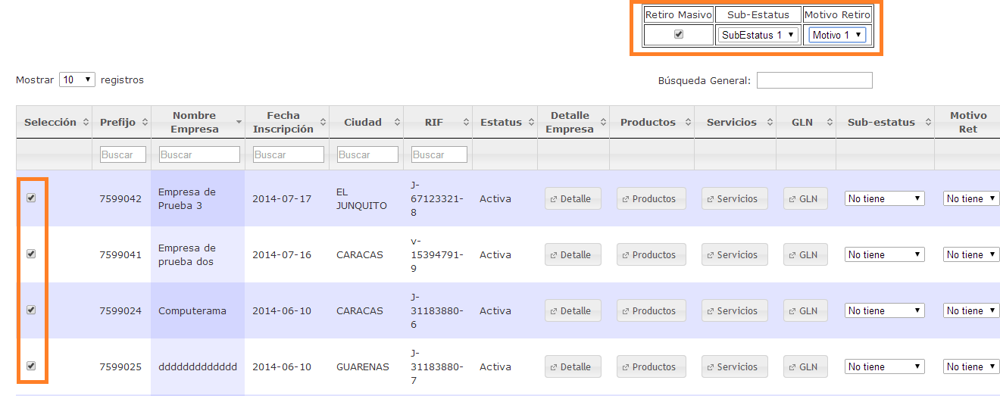 Retiro Masivo Sub-Estatus Motivo Retiro
SubEstatus 1 Motivo 1
Mostrar 10 registros Búsqueda General:
Selección Prefijo Nombre Empresa Fecha Inscripción Ciudad RIF Estatus Detalle Empresa Productos Servicios GLN Sub-estatus Motivo Ret
Buscar Buscar Buscar Buscar Buscar
7599042 Empresa de Prueba 3 2014-07-17 EL JUNQUITO J-67123321-8 Activa Detalle Productos Servicios GLN No tiene No tiene
7599041 Empresa de prueba dos 2014-07-16 CARACAS v-15394791-9 Activa Detalle Productos Servicios GLN No tiene No tiene
7599024 Computerama 2014-06-10 CARACAS J-31183880-6 Activa Detalle Productos Servicios GLN No tiene No tiene
7599025 ddddddddddddd 2014-06-10 GUARENAS J-31183880-7 Activa Detalle Productos Servicios GLN No tiene No tiene